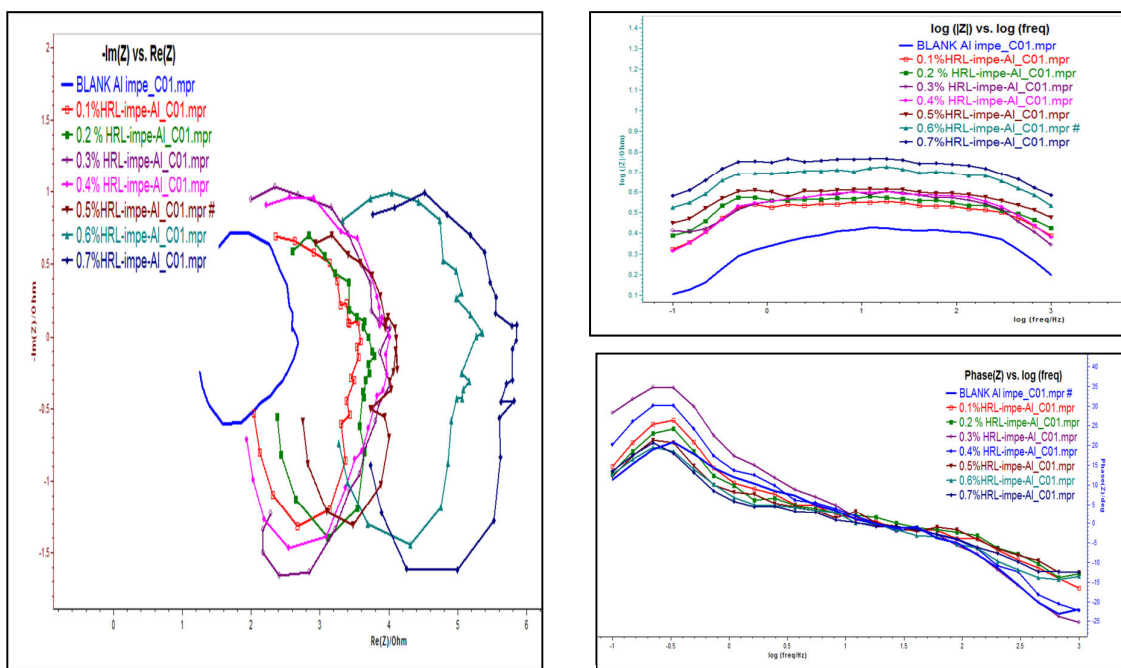 -Im(Z) vs. Re(Z)
BLANK Al impe_C01.mpr
0.1%HRL-impe-Al_C01.mpr
0.2 % HRL-impe-Al_C01.mpr
0.3% HRL-impe-Al_C01.mpr
0.4% HRL-impe-Al_C01.mpr
0.5%HRL-impe-Al_C01.mpr #
0.6%HRL-impe-Al_C01.mpr
0.7%HRL-impe-Al_C01.mpr
-Im(Z)/Ohm
2
1.5
1
0.5
0
-0.5
-1
-1.5
0
1
2
3
4
5
6
Re(Z)/Ohm
log (|Z|) vs. log (freq)
BLANK Al impe_C01.mpr
0.1%HRL-impe-Al_C01.mpr
0.2 % HRL-impe-Al_C01.mpr
0.3% HRL-impe-Al_C01.mpr
0.4% HRL-impe-Al_C01.mpr
0.5%HRL-impe-Al_C01.mpr
0.6%HRL-impe-Al_C01.mpr #
0.7%HRL-impe-Al_C01.mpr
log (|Z|/Ohm)
1.4
1.2
1
0.9
0.8
0.7
0.6
0.5
0.4
0.3
0.2
0.1
-1
0
1
2
3
log (freq/Hz)
Phase(Z) vs. log (freq)
BLANK Al impe_C01.mpr #
0.1%HRL-impe-Al_C01.mpr
0.2 % HRL-impe-Al_C01.mpr
0.3% HRL-impe-Al_C01.mpr
0.4% HRL-impe-Al_C01.mpr
0.5%HRL-impe-Al_C01.mpr
0.6%HRL-impe-Al_C01.mpr
0.7%HRL-impe-Al_C01.mpr
Phase(Z)/deg
40
35
30
25
20
15
10
5
0
-5
-10
-15
-20
-25
-1
-0.5
0
0.5
1
1.5
2
2.5
3
log (freq/Hz)